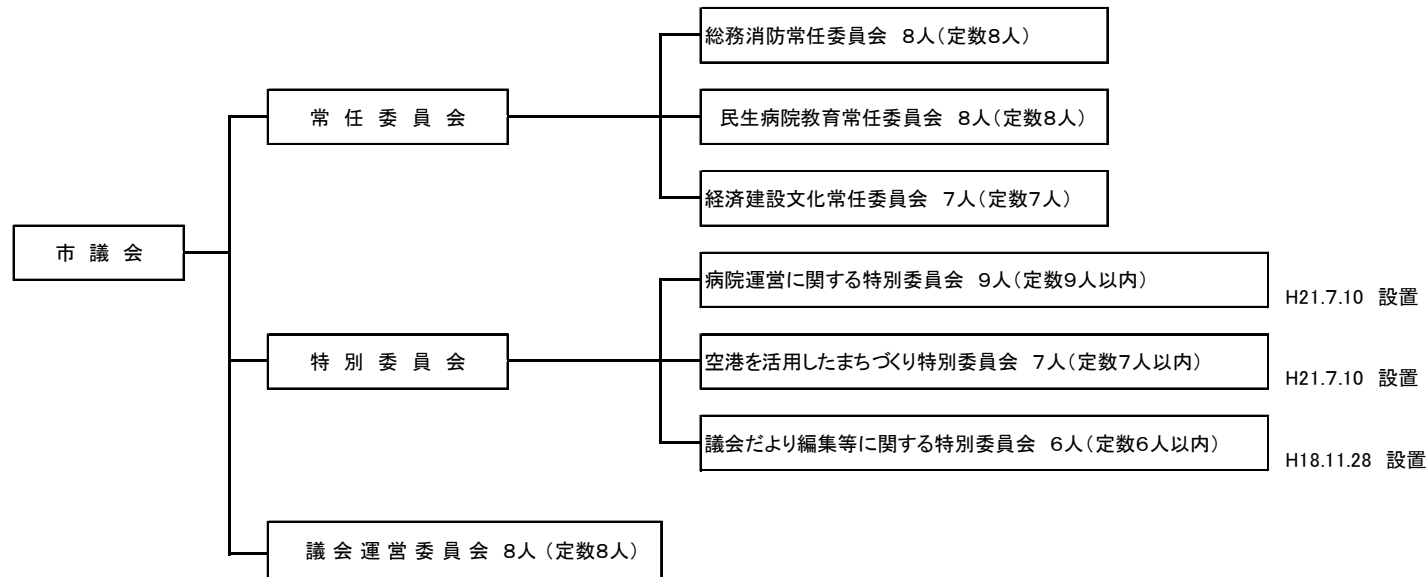 総務消防常任委員会　8人（定数8人）
常 任 委 員 会
民生病院教育常任委員会　8人（定数8人）
経済建設文化常任委員会　7人（定数7人）
市 議 会
病院運営に関する特別委員会　9人（定数9人以内）
H21.7.10 設置
特 別 委 員 会
空港を活用したまちづくり特別委員会　7人（定数7人以内）
H21.7.10 設置
議会だより編集等に関する特別委員会　6人（定数6人以内）
H18.11.28 設置
議 会 運 営 委 員 会　8人 （定数8人）